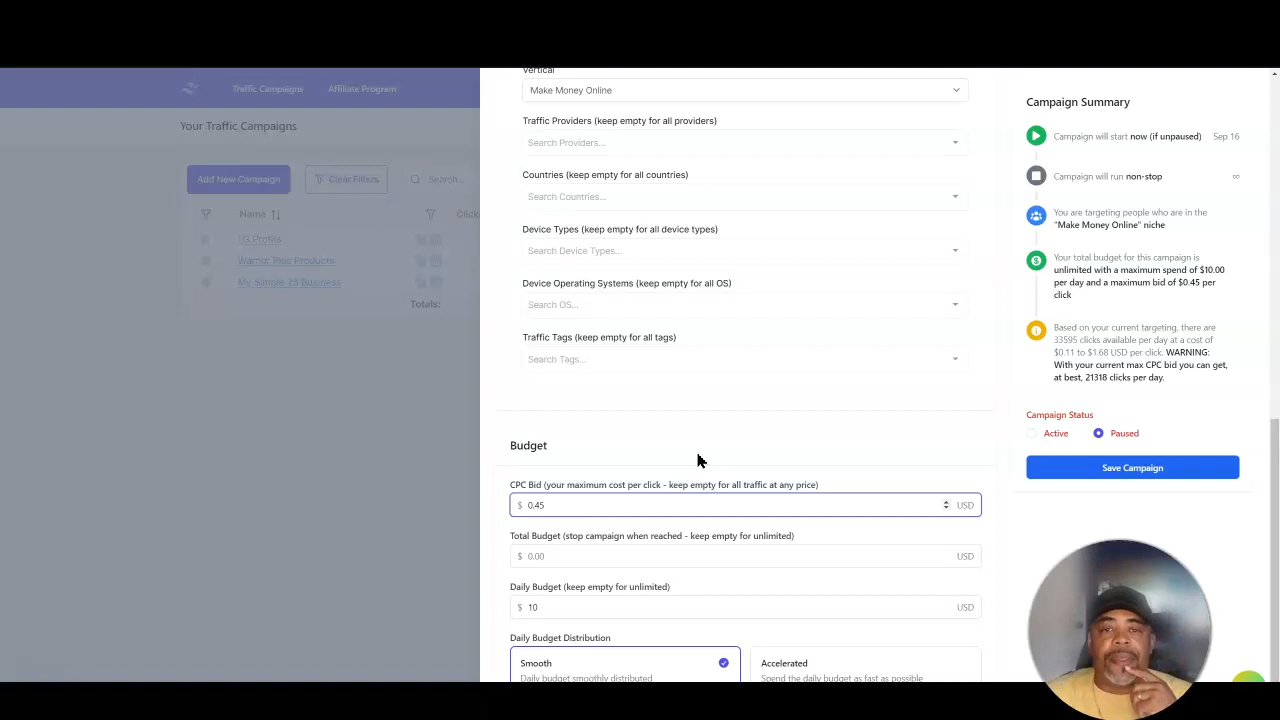 Traffic Campaigns
Affiliate Program
Your Traffic Campaigns
Add New Campaign
Clear Filters
Search...
Name
Click
Warrior Plus Products
My Simple 25 Business
Totals:
Vertical
Make Money Online
Traffic Providers (keep empty for all providers)
Search Providers...
Countries (keep empty for all countries)
Search Countries...
Device Types (keep empty for all device types)
Search Device Types...
Device Operating Systems (keep empty for all OS)
Search OS...
Traffic Tags (keep empty for all tags)
Search Tags...
Budget
CPC Bid (your maximum cost per click - keep empty for all traffic at any price)
$ 0.45 USD
Total Budget (stop campaign when reached - keep empty for unlimited)
$ 0.00 USD
Daily Budget (keep empty for unlimited)
$ 10 USD
Daily Budget Distribution
Smooth
Daily budget smoothly distributed
Accelerated
Spend the daily budget as fast as possible
Campaign Summary
Campaign will start now (if unpaused) Sep 16
Campaign will run non-stop ∞
You are targeting people who are in the
"Make Money Online" niche
Your total budget for this campaign is
unlimited with a maximum spend of $10.00
per day and a maximum bid of $0.45 per
click
Based on your current targeting, there are
33595 clicks available per day at a cost of
$0.11 to $1.68 USD per click. WARNING:
With your current max CPC bid you can get,
at best, 21318 clicks per day.
Campaign Status
Active
Paused
Save Campaign